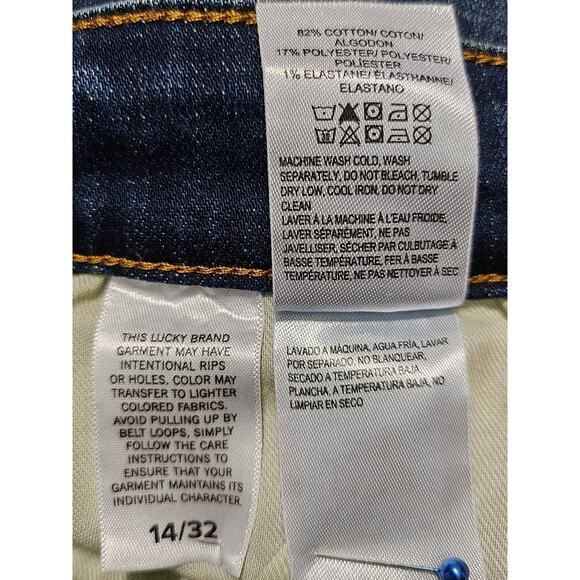 82% COTTON/ COTON/
ALGODON
17% POLYESTER/ POLYESTER/
POLÍESTER
1% ELASTANE/ ÉLASTHANNE/
ELASTANO
30
MACHINE WASH COLD, WASH
SEPARATELY, DO NOT BLEACH, TUMBLE
DRY LOW, COOL IRON, DO NOT DRY
CLEAN
LAVER À LA MACHINE À L'EAU FROIDE,
LAVER SÉPARÉMENT, NE PAS
JAVELLISER, SÉCHER PAR CULBUTAGE À
BASSE TEMPÉRATURE, FER À BASSE
TEMPÉRATURE, NE PAS NETTOYER À SEC
LAVADO A MÁQUINA, AGUA FRÍA, LAVAR
POR SEPARADO, NO BLANQUEAR,
SECADO A TEMPERATURA BAJA
PLANCHA, A TEMPERATURA BAJA, NO
LIMPIAR EN SECO
THIS LUCKY BRAND
GARMENT MAY HAVE
INTENTIONAL RIPS
OR HOLES. COLOR MAY
TRANSFER TO LIGHTER
COLORED FABRICS.
AVOID PULLING UP BY
BELT LOOPS, SIMPLY
FOLLOW THE CARE
INSTRUCTIONS TO
ENSURE THAT YOUR
GARMENT MAINTAINS ITS
INDIVIDUAL CHARACTER.
14/32